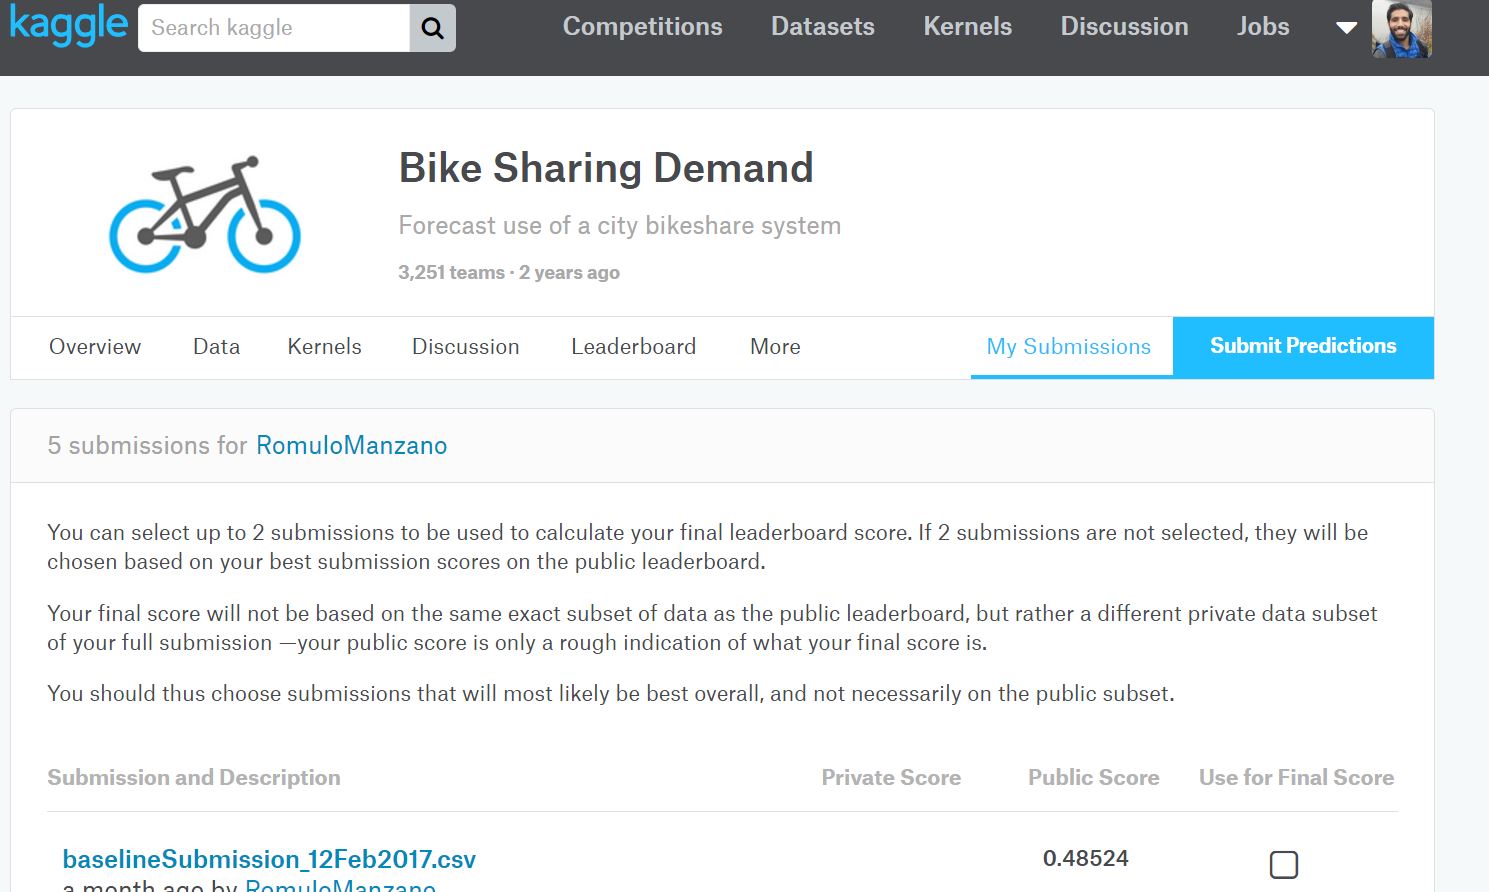 kaggle
Search kaggle
Competitions
Datasets
Kernels
Discussion
Jobs
Bike Sharing Demand
Forecast use of a city bikeshare system
3,251 teams · 2 years ago
Overview
Data
Kernels
Discussion
Leaderboard
More
My Submissions
Submit Predictions
5 submissions for RomuloManzano
You can select up to 2 submissions to be used to calculate your final leaderboard score. If 2 submissions are not selected, they will be
chosen based on your best submission scores on the public leaderboard.
Your final score will not be based on the same exact subset of data as the public leaderboard, but rather a different private data subset
of your full submission —your public score is only a rough indication of what your final score is.
You should thus choose submissions that will most likely be best overall, and not necessarily on the public subset.
Submission and Description
Private Score
Public Score
Use for Final Score
baselineSubmission_12Feb2017.csv
0.48524
a month ago by RomuloManzano